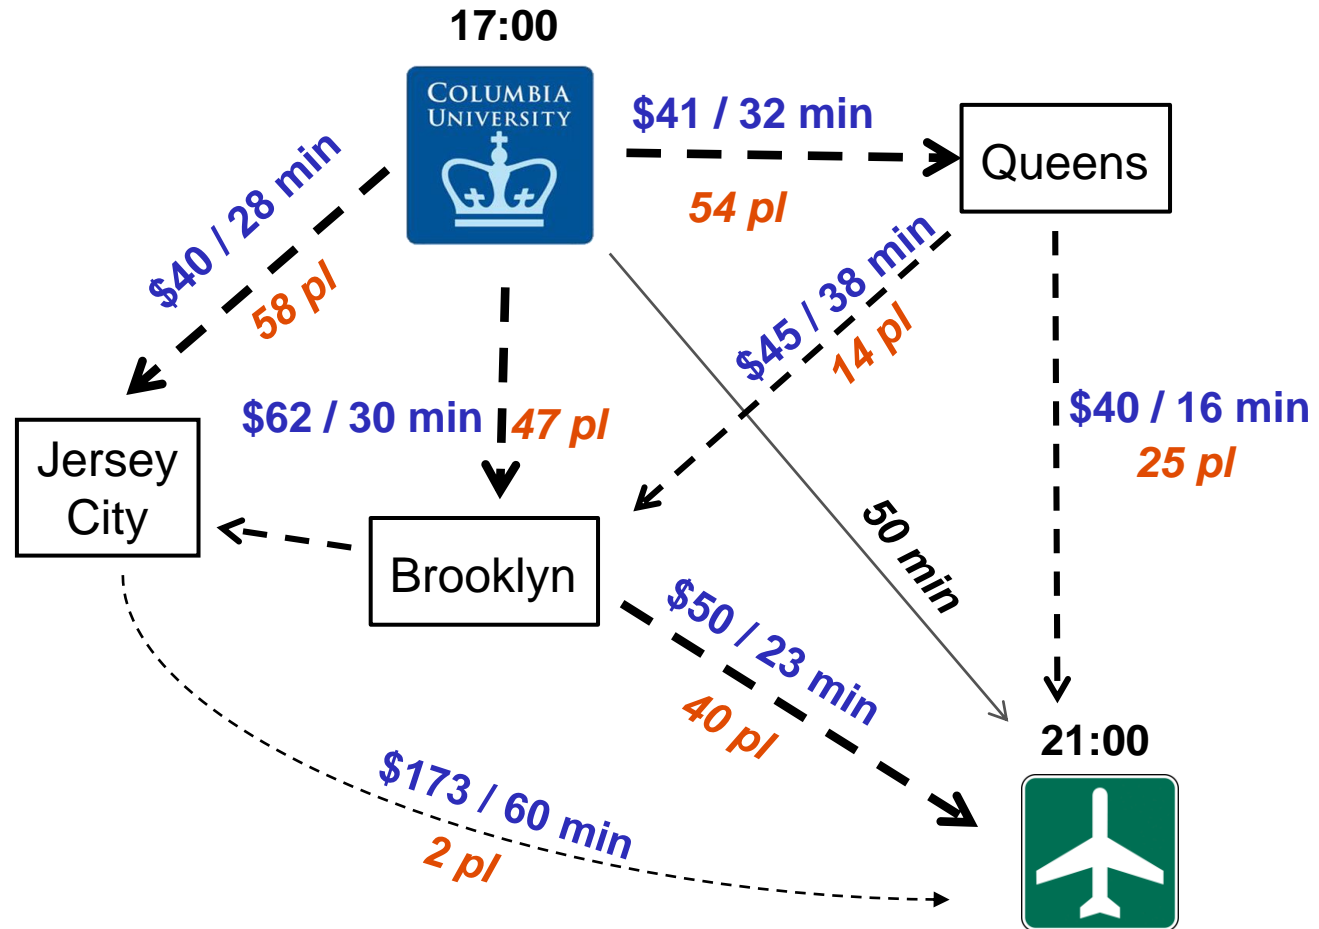 17:00
COLUMBIA
UNIVERSITY
$41 / 32 min
54 pl
Queens
$40 / 28 min
58 pl
$45 / 38 min
14 pl
$62 / 30 min
47 pl
$40 / 16 min
25 pl
Jersey
City
Brooklyn
50 min
$50 / 23 min
40 pl
21:00
$173 / 60 min
2 pl